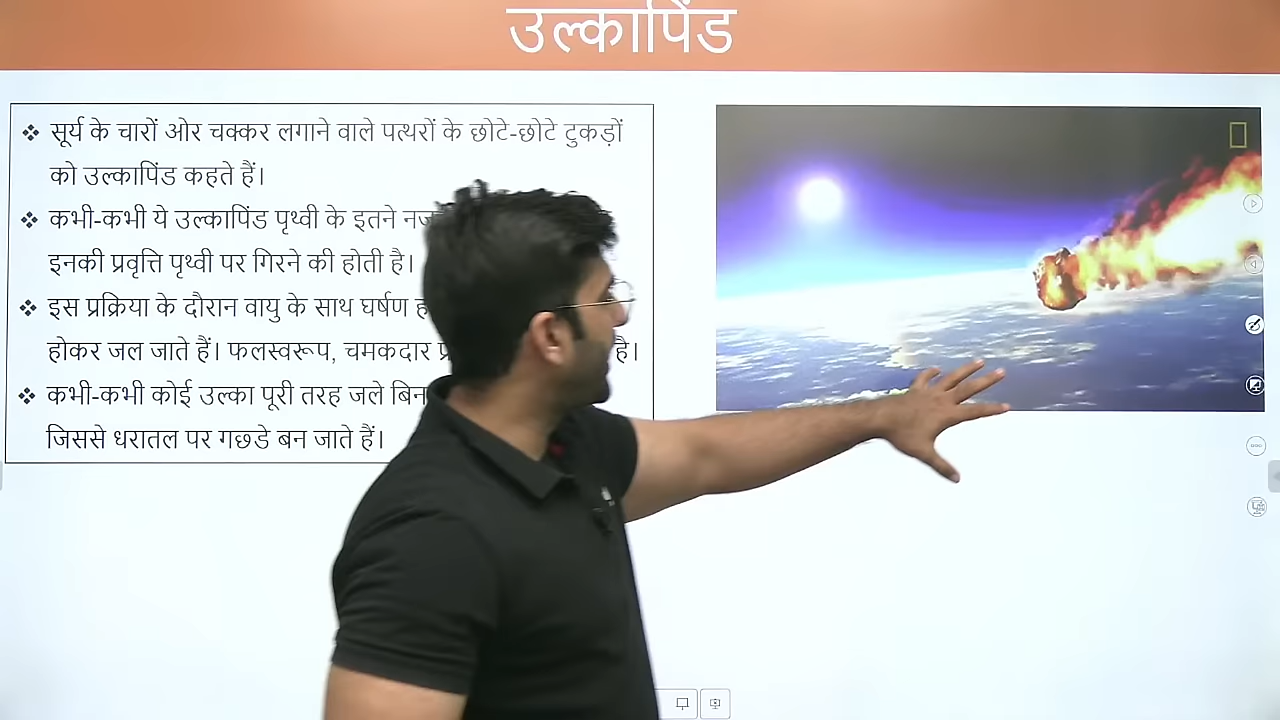 उल्कापिंड
❖ सूर्य के चारों ओर चक्कर लगाने वाले पत्थरों के छोटे-छोटे टुकड़ों
को उल्कापिंड कहते हैं।
❖ कभी-कभी ये उल्कापिंड पृथ्वी के इतने
इनकी प्रवृत्ति पृथ्वी पर गिरने की होती है।
❖ इस प्रक्रिया के दौरान वायु के साथ घर्षण
होकर जल जाते हैं। फलस्वरूप, चमकदार है।
❖ कभी-कभी कोई उल्का पूरी तरह जले
जिससे धरातल पर गछडे बन जाते हैं।